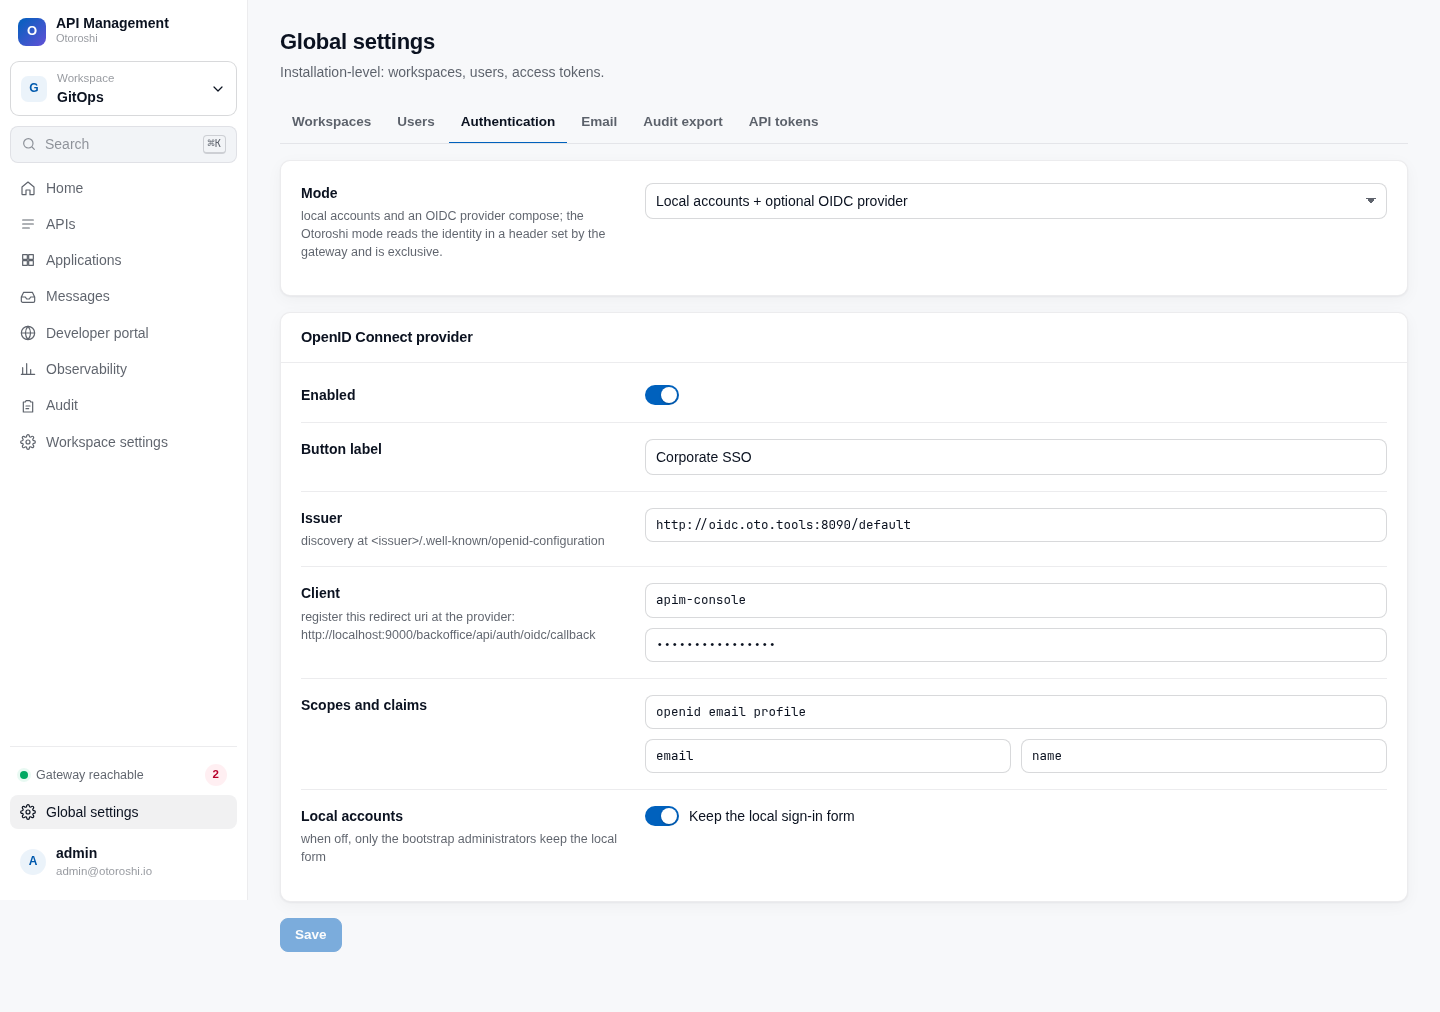 O
API Management
Otoroshi
G
Workspace
GitOps
Search
⌘K
Home
APIs
Applications
Messages
Developer portal
Observability
Audit
Workspace settings
Gateway reachable
2
Global settings
A
admin
admin@otoroshi.io
Global settings
Installation-level: workspaces, users, access tokens.
Workspaces Users Authentication Email Audit export API tokens
Mode
local accounts and an OIDC provider compose; the
Otoroshi mode reads the identity in a header set by the
gateway and is exclusive.
Local accounts + optional OIDC provider
OpenID Connect provider
Enabled
Button label
Corporate SSO
Issuer
discovery at <issuer>/.well-known/openid-configuration
http://oidc.oto.tools:8090/default
Client
register this redirect uri at the provider:
http://localhost:9000/backoffice/api/auth/oidc/callback
apim-console
••••••••••••••••
Scopes and claims
openid email profile
email
name
Local accounts
when off, only the bootstrap administrators keep the local
form
Keep the local sign-in form
Save